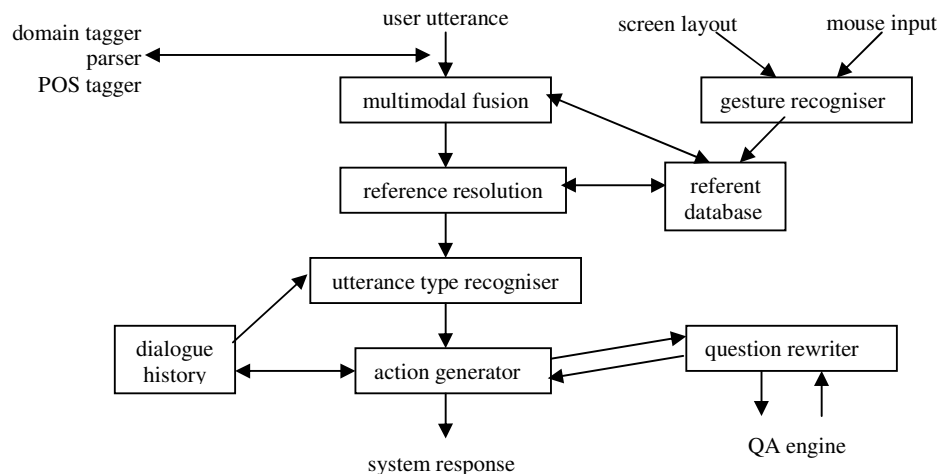 user utterance
screen layout
mouse input
domain tagger
parser
POS tagger
multimodal fusion
gesture recogniser
reference resolution
referent
database
utterance type recogniser
dialogue
history
action generator
question rewriter
QA engine
system response